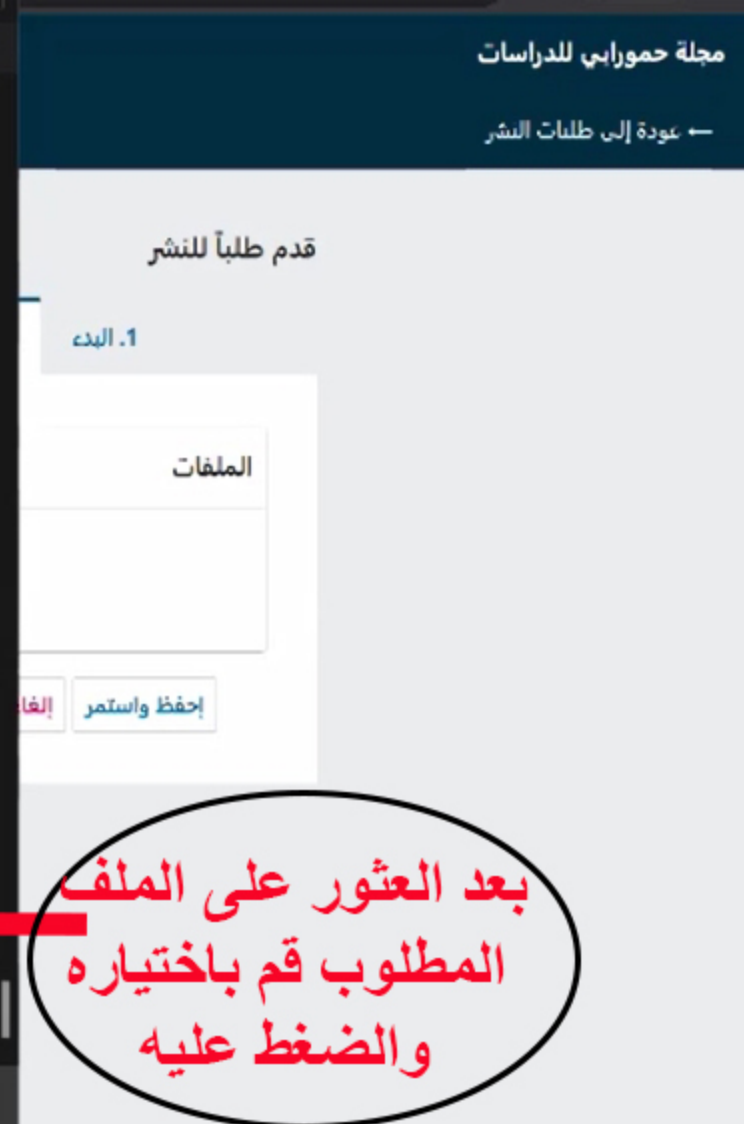 مجلة حمورابي للدراسات
← عودة إلى طلبات النشر
قدم طلباً للنشر
1. البدء
الملفات
إحفظ واستمر
بعد العثور على الملف
المطلوب قم باختياره
والضغط عليه